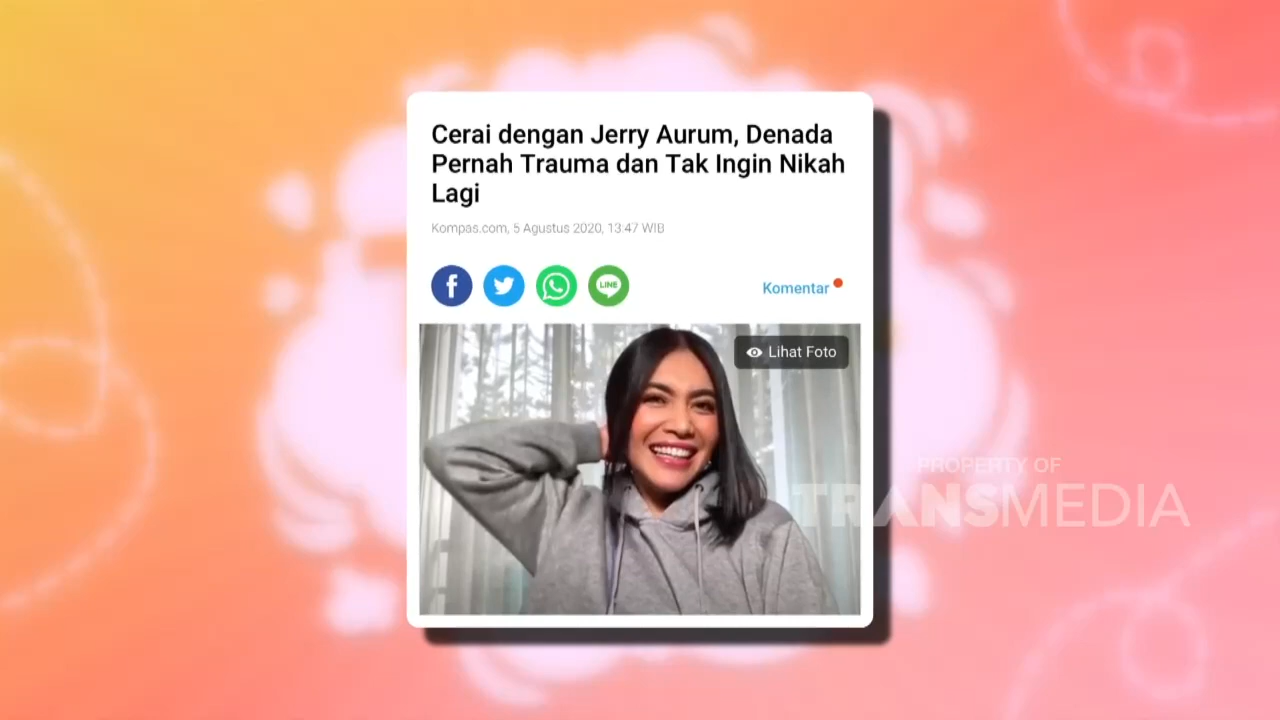 Cerai dengan Jerry Aurum, Denada
Pernah Trauma dan Tak Ingin Nikah
Lagi
Kompas.com, 5 Agustus 2020, 13:47 WIB
LINE
Komentar
Lihat Foto
PROPERTY OF
TRANSMEDIA